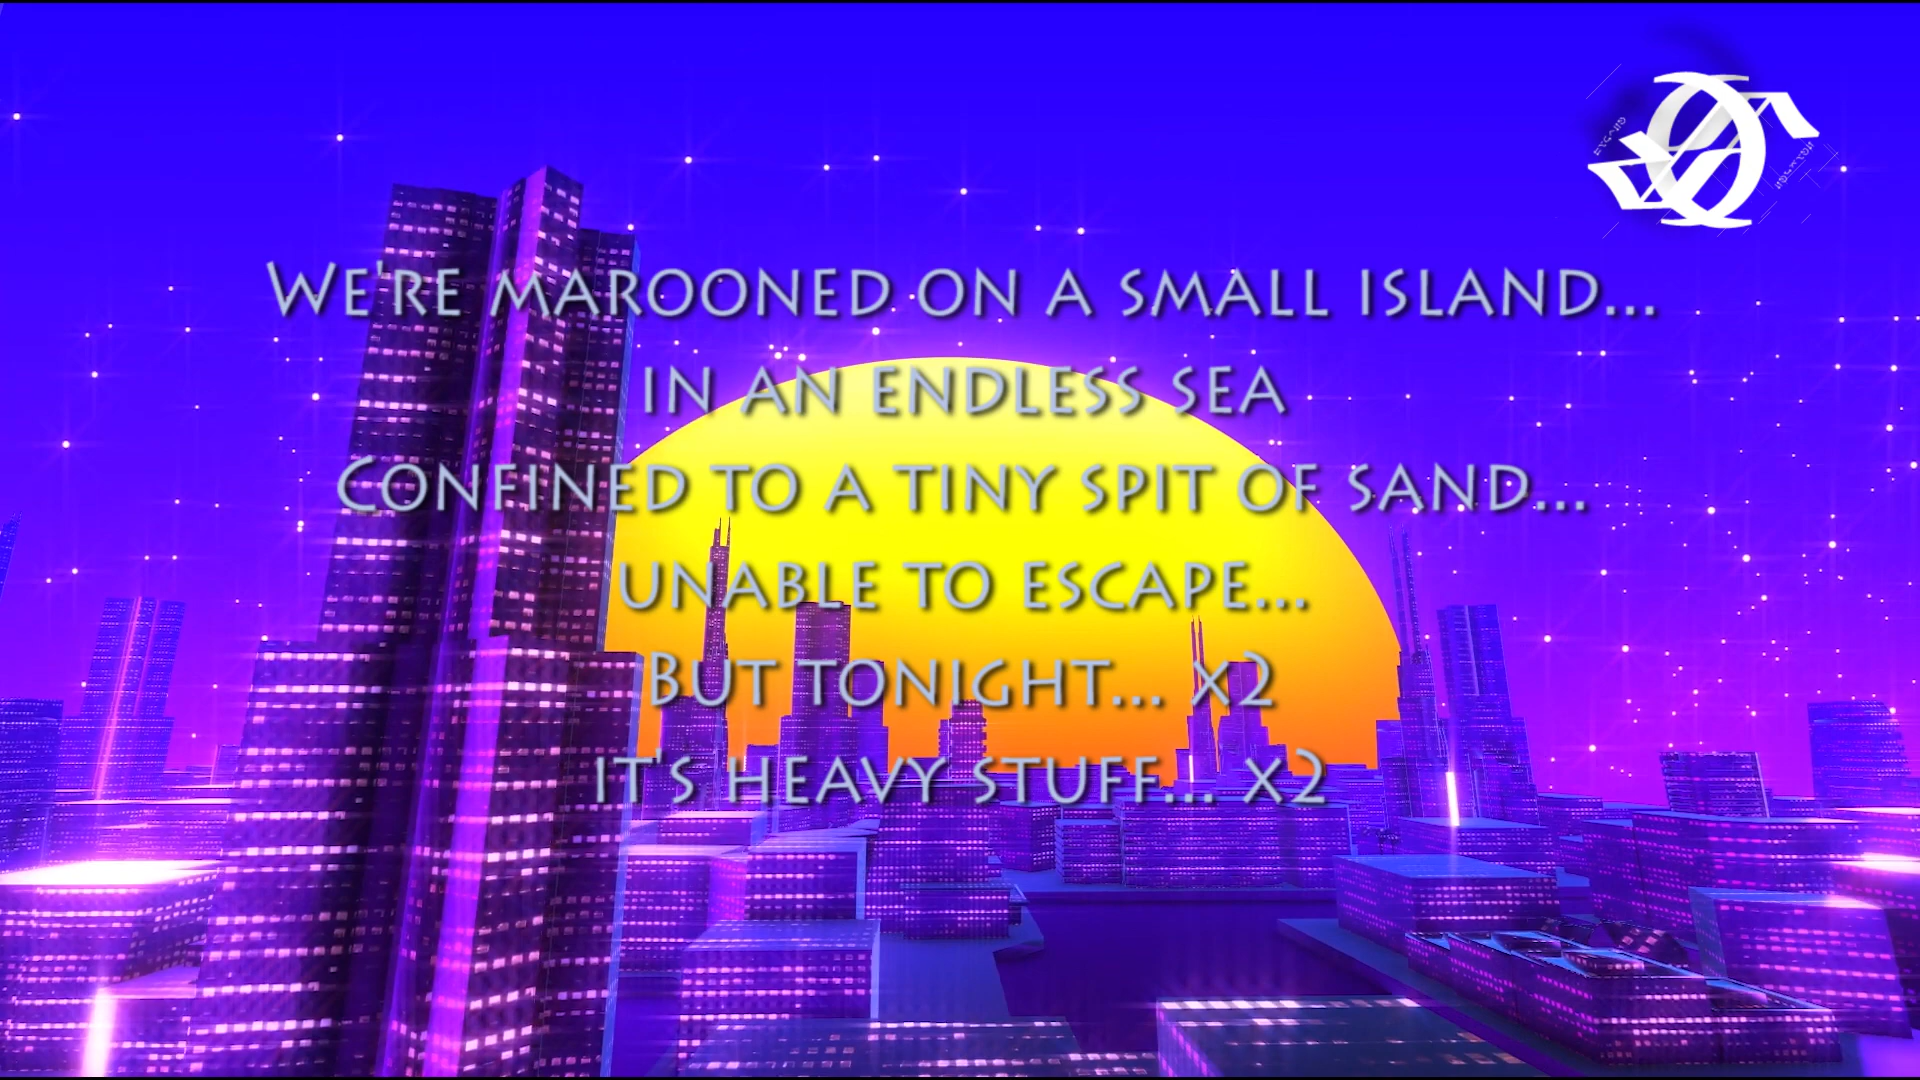 We're marooned on a small island...
in an endless sea
Confined to a tiny spit of sand...
unable to escape...
But tonight... x2
it's heavy stuff... x2